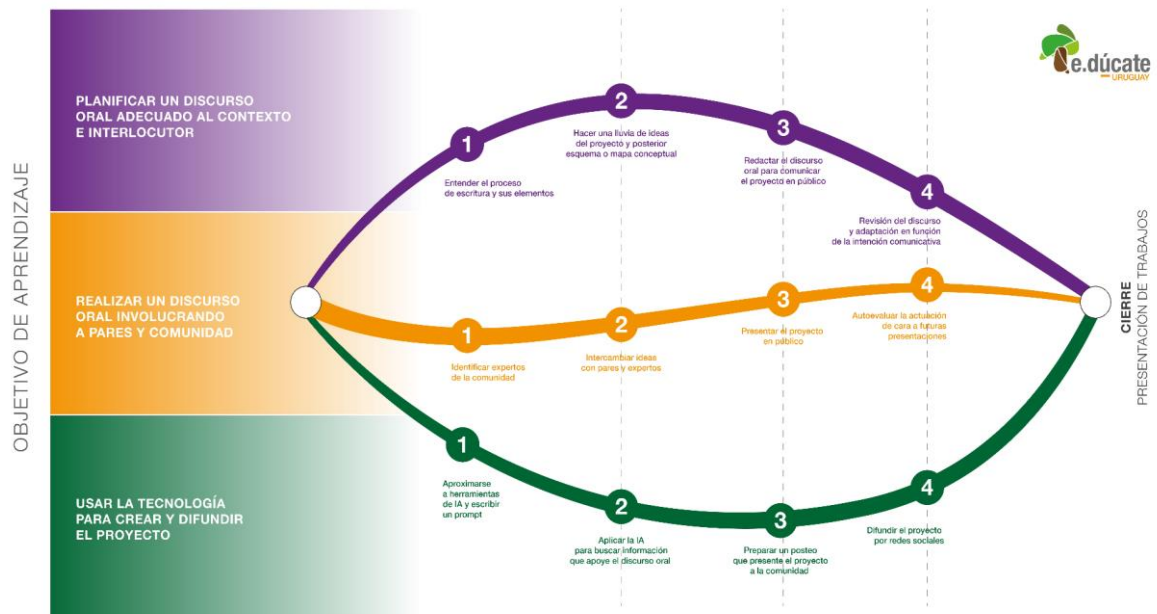 e.dúcate
URUGUAY
OBJETIVO DE APRENDIZAJE
PLANIFICAR UN DISCURSO
ORAL ADECUADO AL CONTEXTO
E INTERLOCUTOR
1
Entender el proceso
de escritura y sus elementos
2
Hacer una lluvia de ideas
del proyecto y posterior
esquema o mapa conceptual
3
Redactar el discurso
oral para comunicar
el proyecto en público
4
Revisión del discurso
y adaptación en función
de la intención comunicativa
REALIZAR UN DISCURSO
ORAL INVOLUCRANDO
A PARES Y COMUNIDAD
1
Identificar expertos
de la comunidad
2
Intercambiar ideas
con pares y expertos
3
Presentar el proyecto
en público
4
Autoevaluar la actuación
de cara a futuras
presentaciones
USAR LA TECNOLOGÍA
PARA CREAR Y DIFUNDIR
EL PROYECTO
1
Aproximarse
a herramientas
de IA y escribir
un prompt
2
Aplicar la IA
para buscar información
que apoye el discurso oral
3
Preparar un posteo
que presente el proyecto
a la comunidad
4
Difundir el proyecto
por redes sociales
CIERRE
PRESENTACIÓN DE TRABAJOS